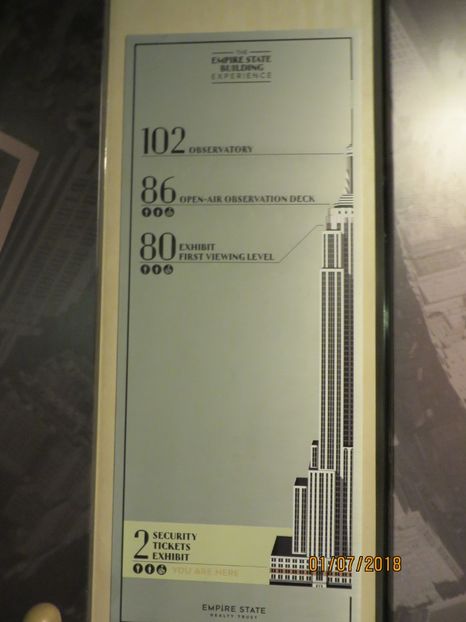 THE
EMPIRE STATE
BUILDING
EXPERIENCE
102 OBSERVATORY
86 OPEN-AIR OBSERVATION DECK
80 EXHIBIT
FIRST VIEWING LEVEL
2 SECURITY
TICKETS
EXHIBIT
YOU ARE HERE
01/07/2018
EMPIRE STATE
REALTY TRUST